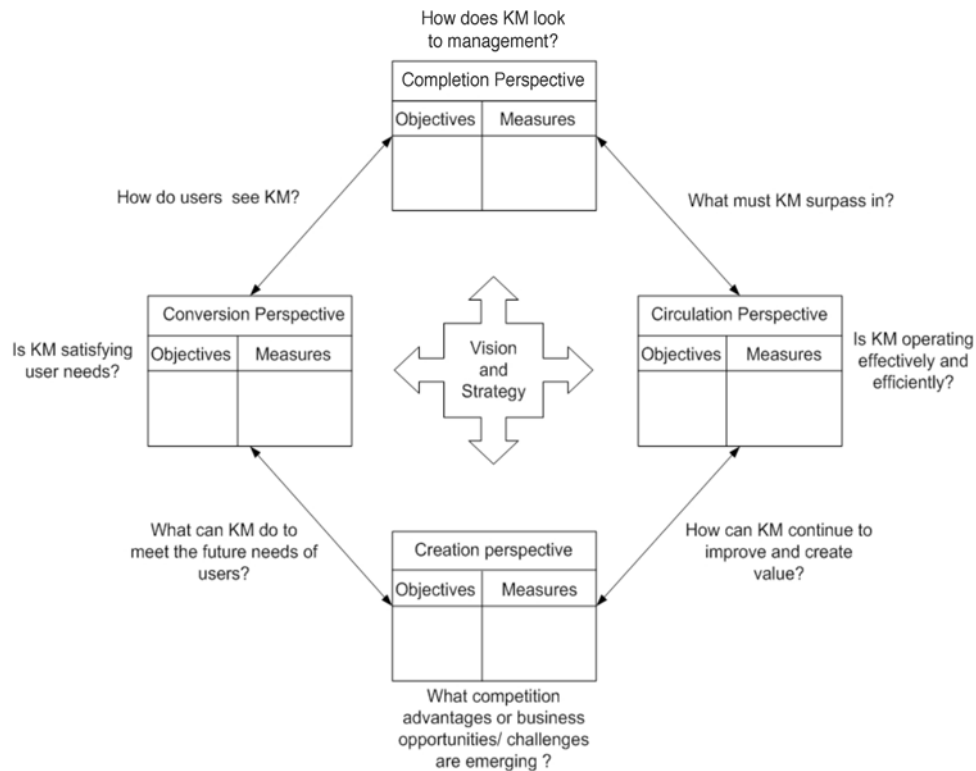 How does KM look
to management?
Completion Perspective
Objectives Measures
How do users see KM?
What must KM surpass in?
Conversion Perspective
Objectives Measures
Is KM satisfying
user needs?
Vision
and
Strategy
Circulation Perspective
Objectives Measures
Is KM operating
effectively and
efficiently?
What can KM do to
meet the future needs of
users?
How can KM continue to
improve and create
value?
Creation perspective
Objectives Measures
What competition
advantages or business
opportunities/ challenges
are emerging ?